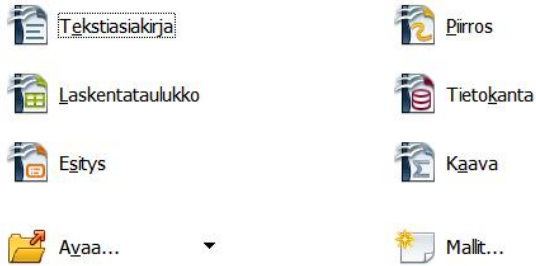 Tekstiasiakirja
Piirros
Laskentataulukko
Tietokanta
Esitys
Kaava
Avaa...
Mallit...